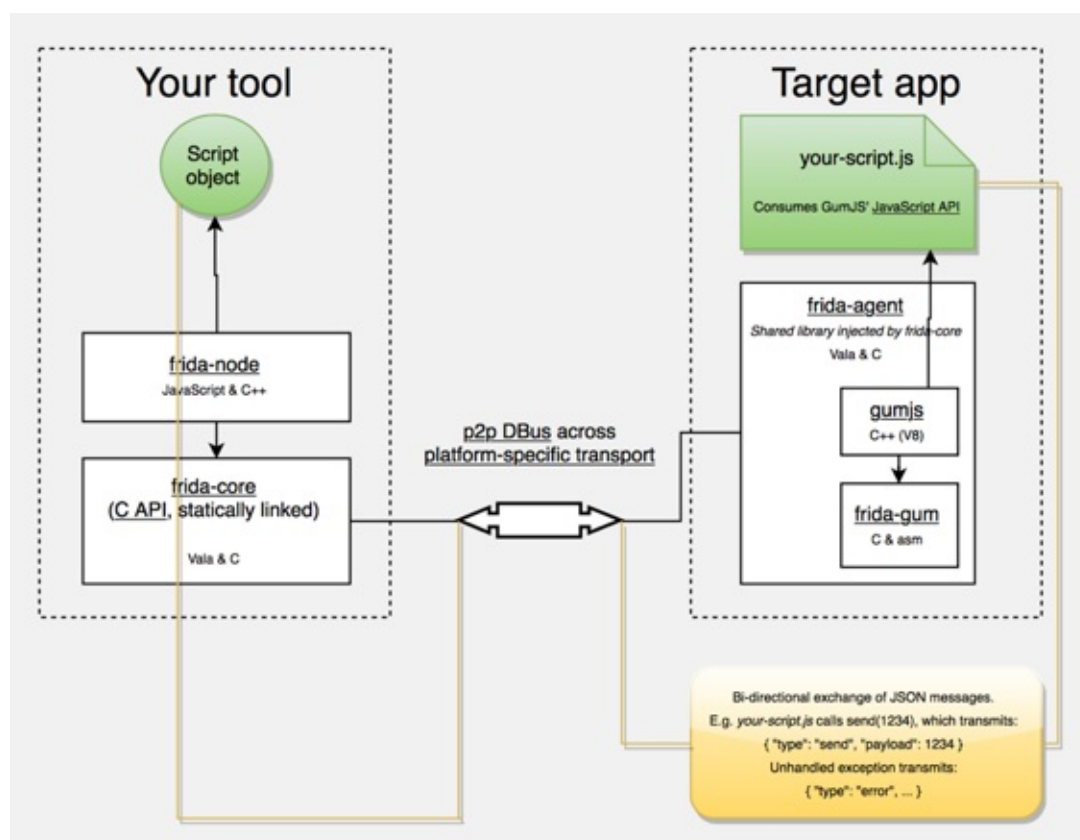 Your tool
Script
object
frida-node
JavaScript & C++
frida-core
(C API, statically linked)
Vala & C
p2p DBus across
platform-specific transport
Target app
your-script.js
Consumes GumJS' JavaScript API
frida-agent
Shared library injected by frida-core
Vala & C
gumjs
C++ (V8)
frida-gum
C & asm
Bi-directional exchange of JSON messages.
E.g. your-script.js calls send(1234), which transmits:
{ "type": "send", "payload": 1234 }
Unhandled exception transmits:
{ "type": "error", ... }